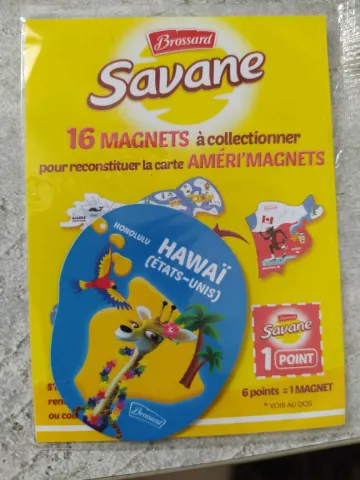 Brossard
Savane
16 MAGNETS à collectionner
pour reconstituer la carte AMÉRI'MAGNETS
HONOLULU
HAWAÏ
(ÉTATS-UNIS)
Brossard
Savane
1 POINT
6 points = 1 MAGNET
* VOIR AU DOS
ou
Brossard